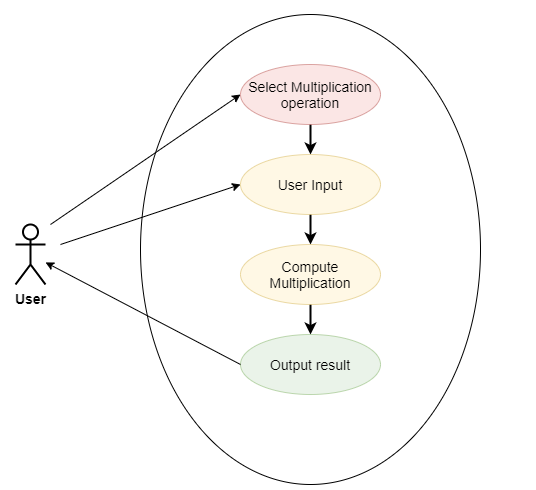 Select Multiplication
operation
User Input
Compute
Multiplication
Output result
User